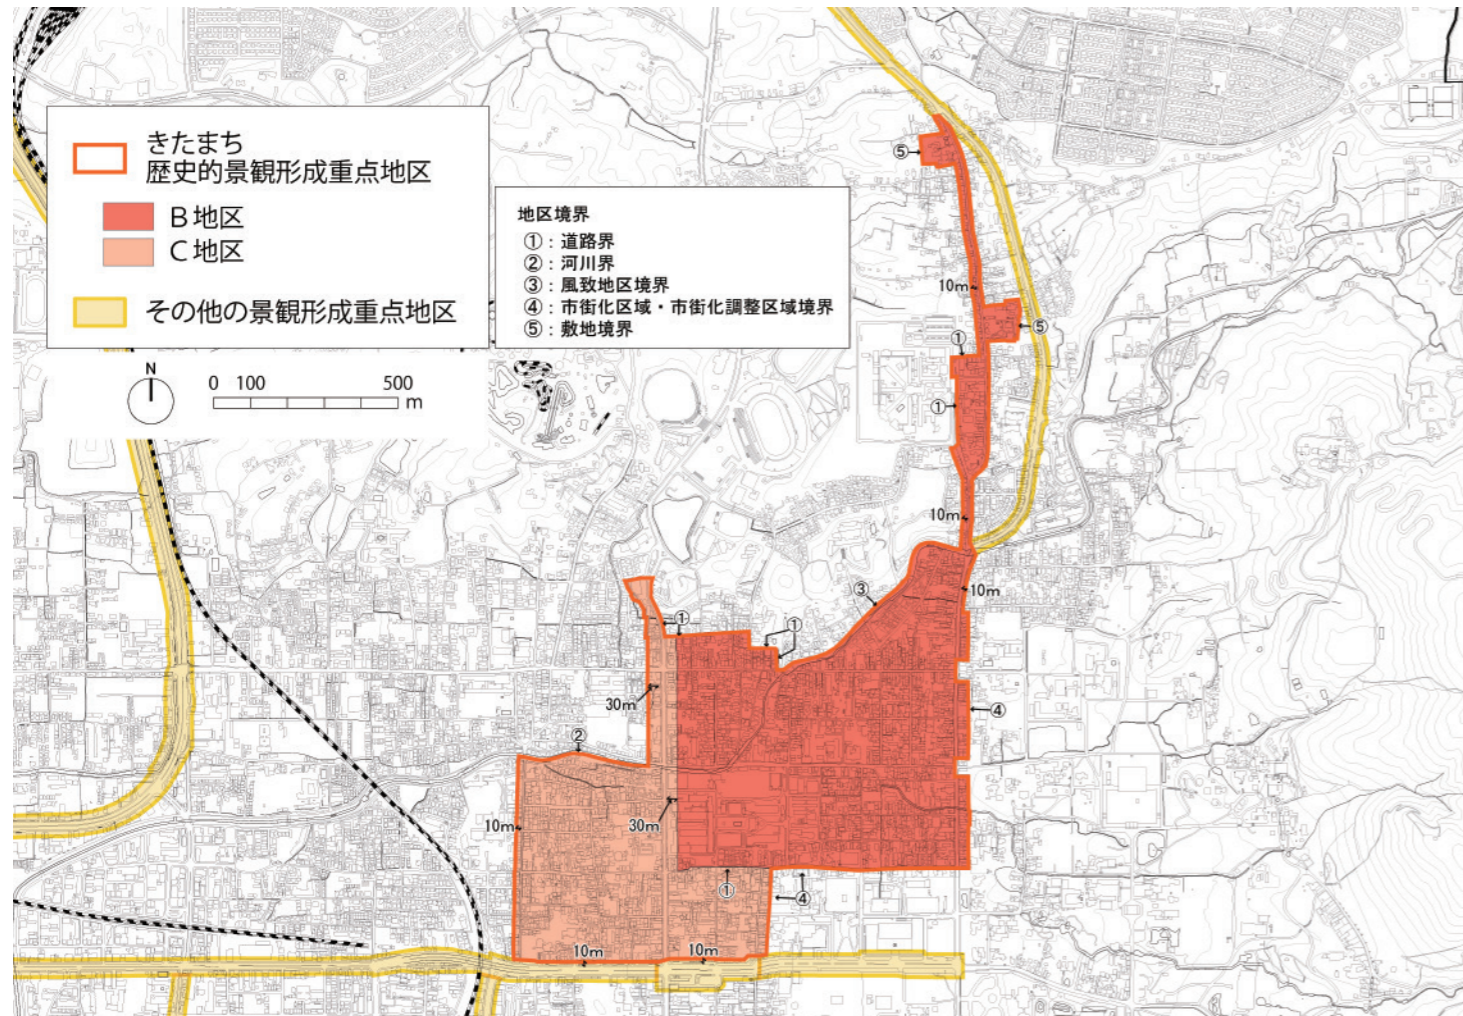 きたまち
歴史的景観形成重点地区
B地区
C地区
その他の景観形成重点地区
地区境界
①：道路界
②：河川界
③：風致地区境界
④：市街化区域・市街化調整区域境界
⑤：敷地境界
N
0 100 500
m
⑤
10m
⑤
①
①
10m
10m
③
①
①
30m
④
②
30m
10m
①
④
10m
10m